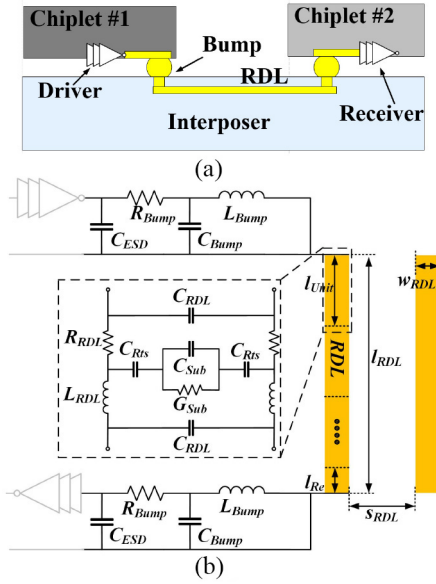 Chiplet #1
Chiplet #2
Bump
RDL
Driver
Receiver
Interposer
(a)
R_Bump
L_Bump
C_ESD
C_Bump
l_Unit
w_RDL
C_RDL
R_RDL
C_Rts
C_Sub
C_Rts
RDL
l_RDL
L_RDL
G_Sub
C_RDL
l_Re
s_RDL
R_Bump
L_Bump
C_ESD
C_Bump
(b)